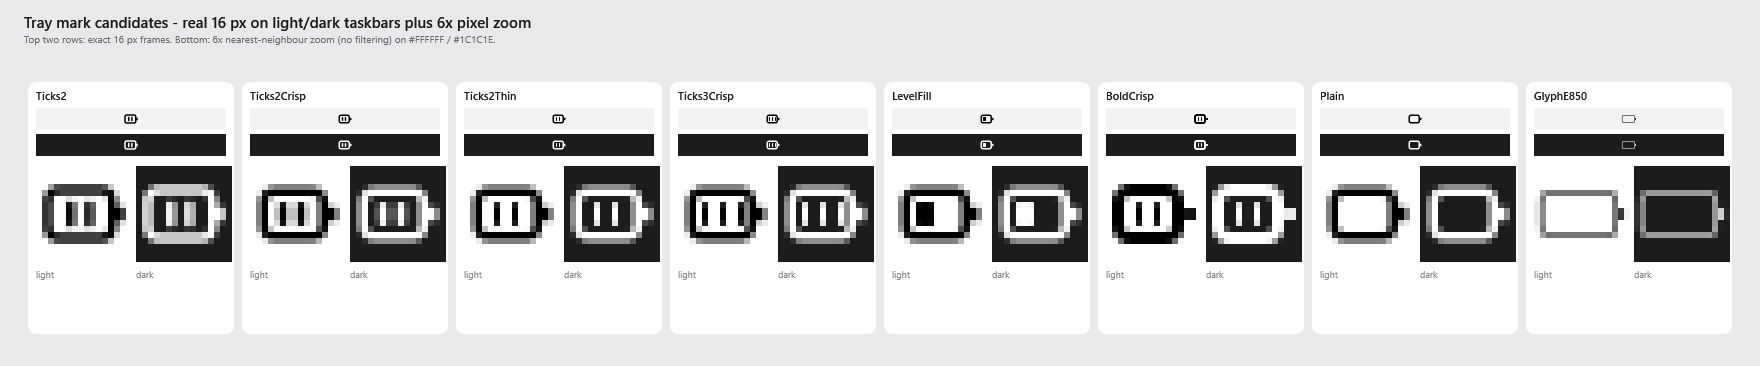 Tray mark candidates - real 16 px on light/dark taskbars plus 6x pixel zoom
Top two rows: exact 16 px frames. Bottom: 6x nearest-neighbour zoom (no filtering) on #FFFFFF / #1C1C1E.
Ticks2
light dark
Ticks2Crisp
light dark
Ticks2Thin
light dark
Ticks3Crisp
light dark
LevelFill
light dark
BoldCrisp
light dark
Plain
light dark
GlyphE850
light dark